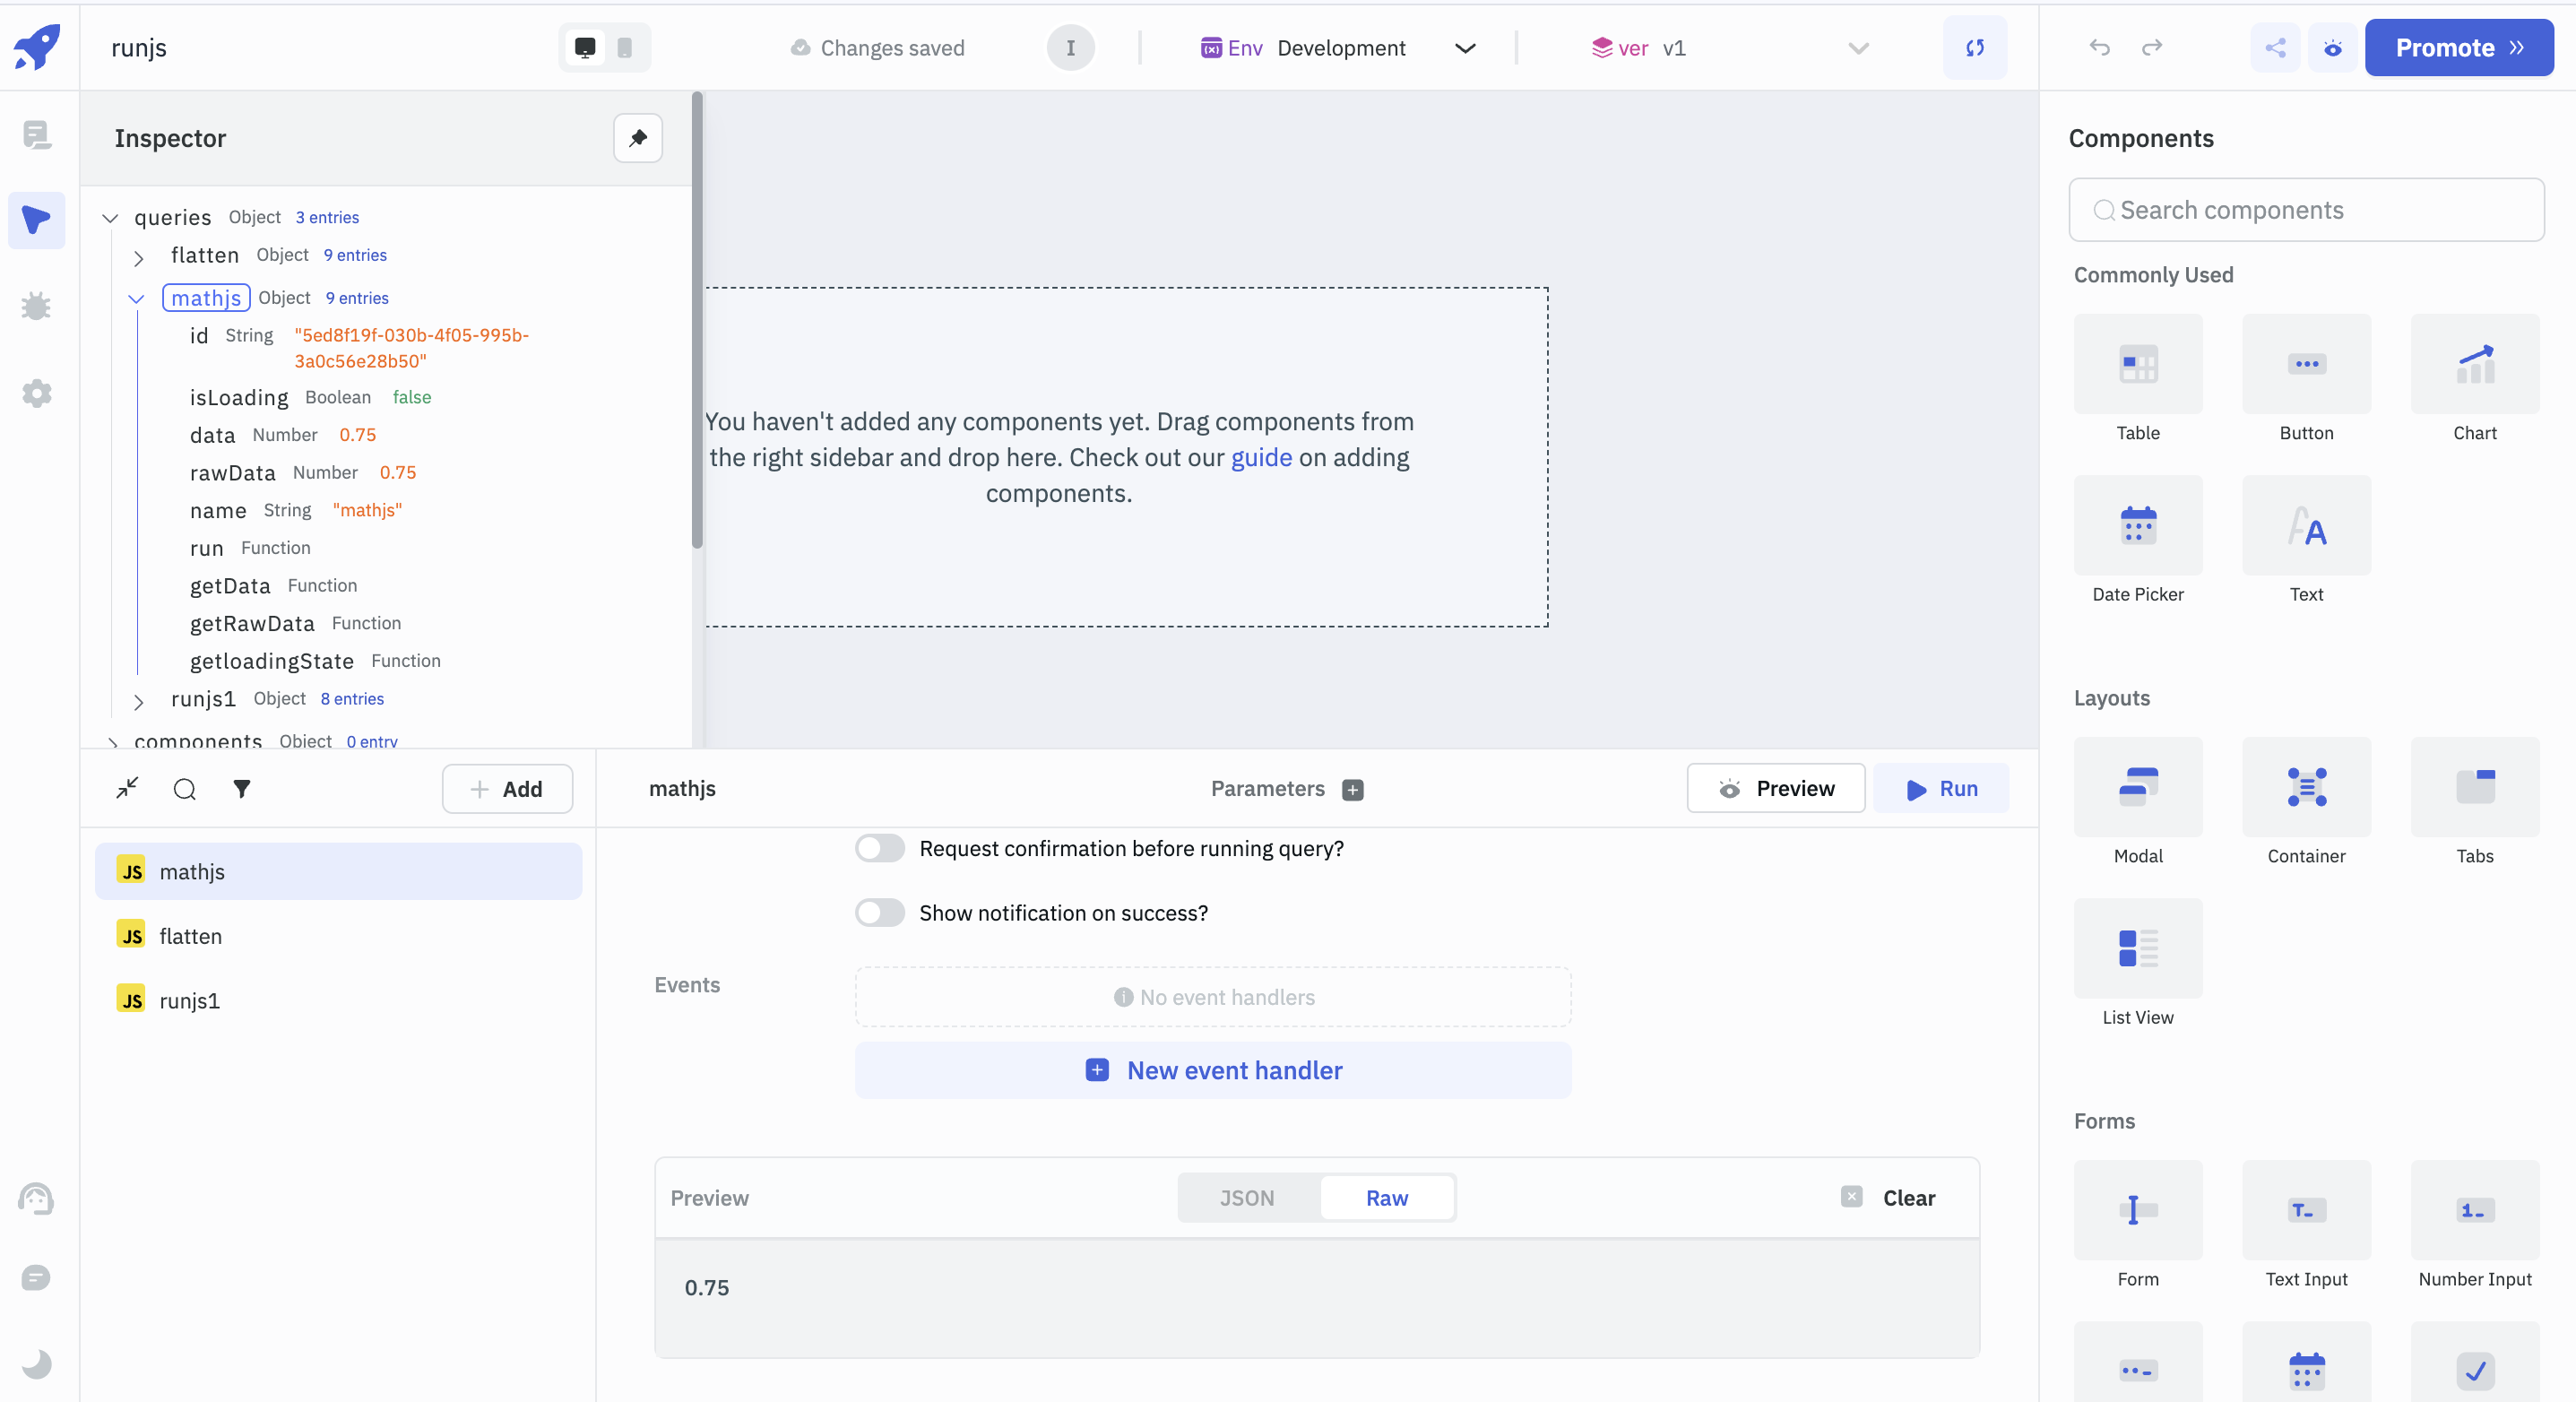 runjs
Changes saved
I
Env Development
ver v1
Promote
Inspector
queries Object 3 entries
flatten Object 9 entries
mathjs Object 9 entries
id String "5ed8f19f-030b-4f05-995b-
3a0c56e28b50"
isLoading Boolean false
data Number 0.75
rawData Number 0.75
name String "mathjs"
run Function
getData Function
getRawData Function
getloadingState Function
runjs1 Object 8 entries
components Object 0 entry
You haven't added any components yet. Drag components from
the right sidebar and drop here. Check out our guide on adding
components.
Add
JS mathjs
JS flatten
JS runjs1
mathjs
Parameters
Preview
Run
Request confirmation before running query?
Show notification on success?
Events
No event handlers
New event handler
Preview
JSON
Raw
Clear
0.75
Components
Search components
Commonly Used
Table
Button
Chart
Date Picker
Text
Layouts
Modal
Container
Tabs
List View
Forms
Form
Text Input
Number Input